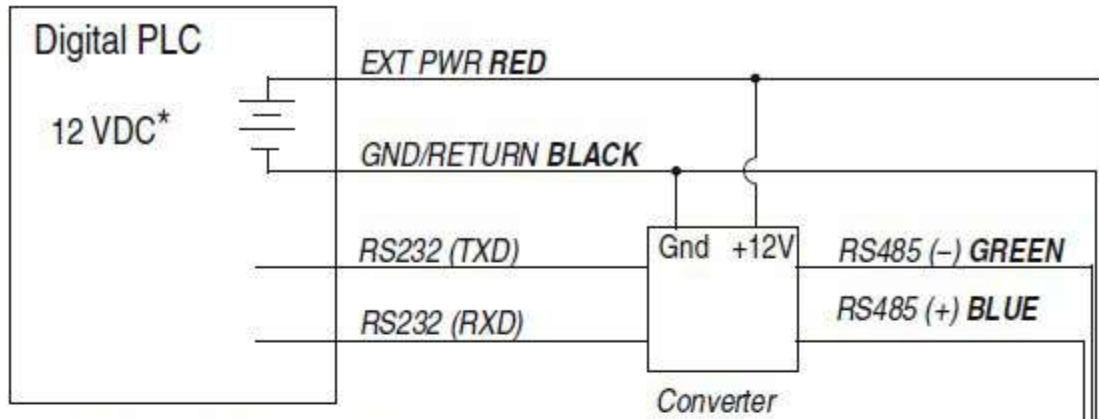 Digital PLC
12 VDC*
EXT PWR RED
GND/RETURN BLACK
RS232 (TXD)
RS232 (RXD)
Gnd +12V
RS485 (–) GREEN
RS485 (+) BLUE
Converter